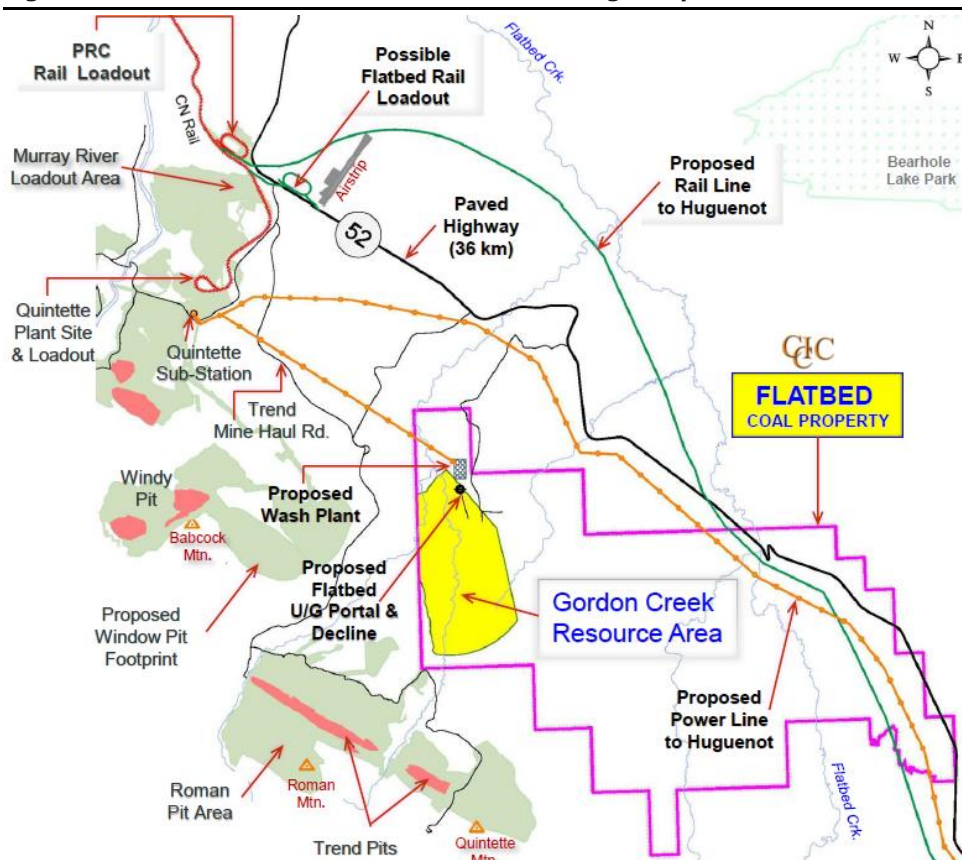 PRC
Rail Loadout
CN Rail
Possible
Flatbed Rail
Loadout
Flatbed Crk.
N
W
E
S
Murray River
Loadout Area
Airstrip
Paved
Highway
(36 km)
52
Proposed
Rail Line
to Huguenot
Bearhole
Lake Park
Quintette
Plant Site
& Loadout
Quintette
Sub-Station
Trend
Mine Haul Rd.
CCIC
FLATBED
COAL PROPERTY
Windy
Pit
Babcock
Mtn.
Proposed
Wash Plant
Proposed
Window Pit
Footprint
Proposed
Flatbed
U/G Portal &
Decline
Gordon Creek
Resource Area
Proposed
Power Line
to Huguenot
Roman
Pit Area
Roman
Mtn.
Trend Pits
Quintette
Mtn.
Flatbed Crk.